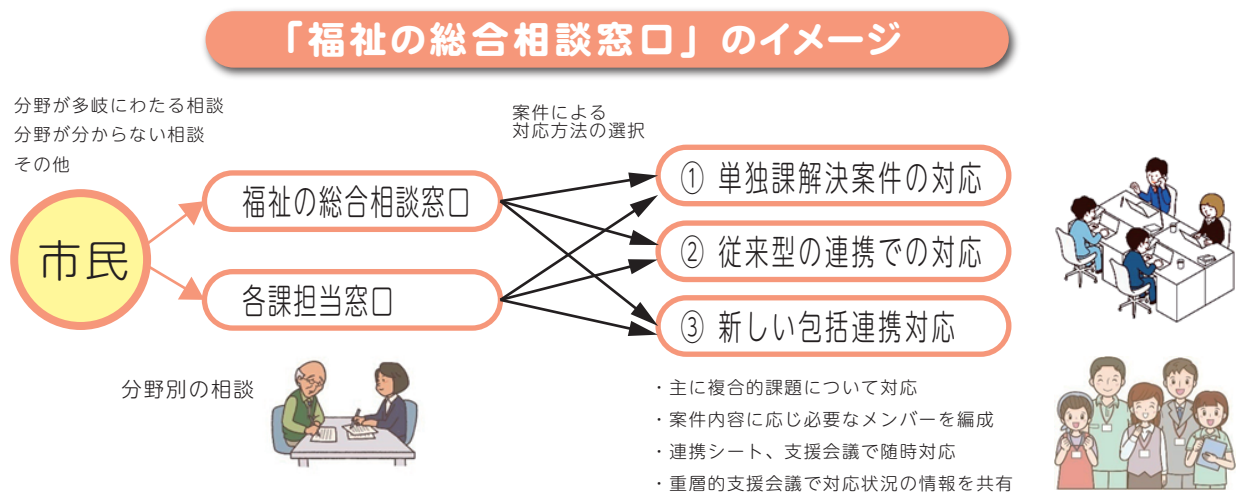 「福祉の総合相談窓口」のイメージ
分野が多岐にわたる相談
分野が分からない相談
その他
市民
福祉の総合相談窓口
各課担当窓口
分野別の相談
案件による
対応方法の選択
① 単独課解決案件の対応
② 従来型の連携での対応
③ 新しい包括連携対応
・主に複合的課題について対応
・案件内容に応じ必要なメンバーを編成
・連携シート、支援会議で随時対応
・重層的支援会議で対応状況の情報を共有